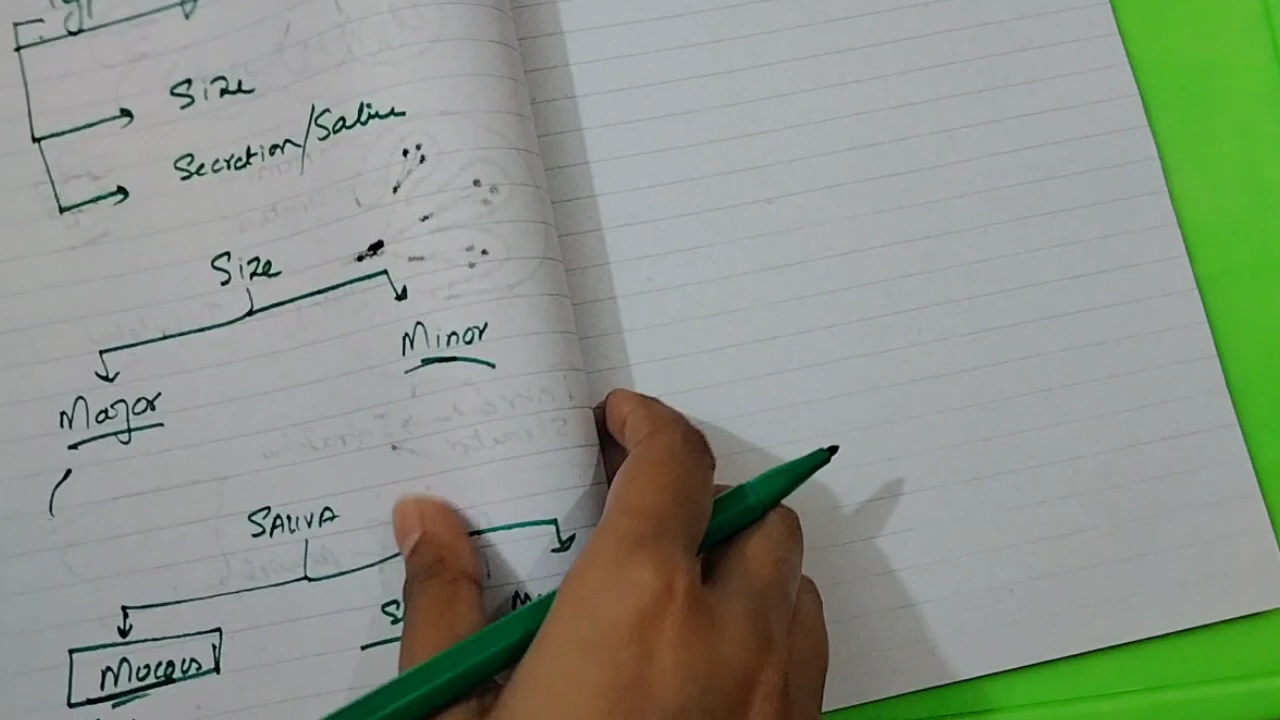 Size
Secretion/Saliva
Size
Minor
Major
SALIVA
Mucous